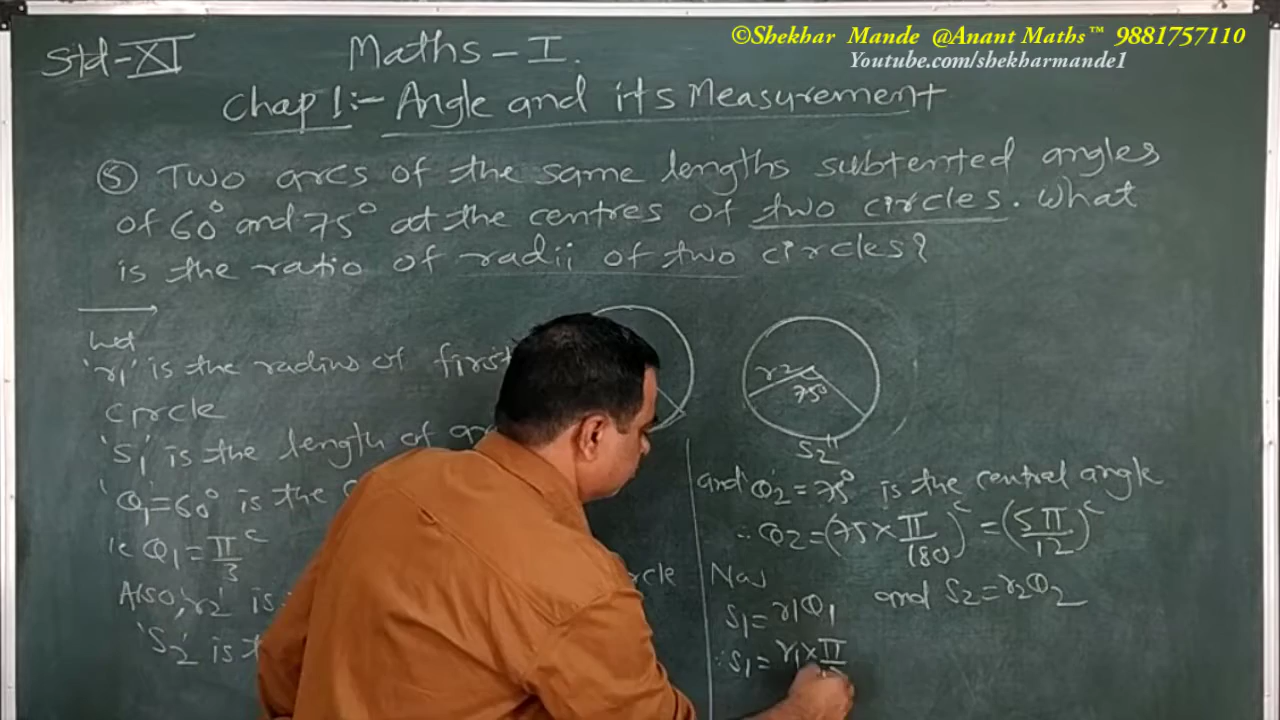 ©Shekhar Mande @Anant Maths™ 9881757110
Youtube.com/shekharmande1
Std-XI Maths-I.
Chap 1:- Angle and its Measurement
⑤ Two arcs of the same lengths subtented angles
of 60° and 75° at the centres of two circles. What
is the ratio of radii of two circles?
Let
'r1' is the radius of first
circle
'S1' is the length of
'θ1=60° is the
ie θ1=π/3^c
Also, 'r2' is
'S2' is
r2
75°
S2
and 'θ2=75° is the central angle
∴ θ2=(75×π/180)^c=(5π/12)^c
S1=r1θ1 and S2=r2θ2
∴ S1=r1×π